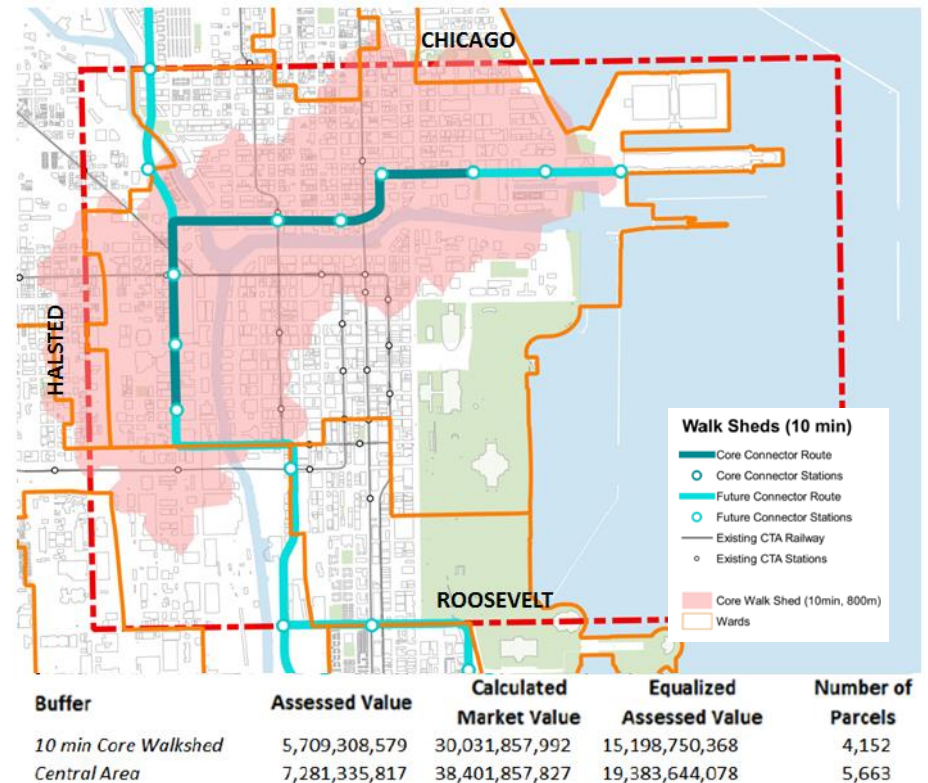 CHICAGO
HALSTED
Walk Sheds (10 min)
Core Connector Route
Core Connector Stations
Future Connector Route
Future Connector Stations
Existing CTA Railway
Existing CTA Stations
Core Walk Shed (10min, 800m)
Wards
ROOSEVELT
Buffer Assessed Value Calculated Market Value Equalized Assessed Value Number of Parcels
10 min Core Walkshed 5,709,308,579 30,031,857,992 15,198,750,368 4,152
Central Area 7,281,335,817 38,401,857,827 19,383,644,078 5,663